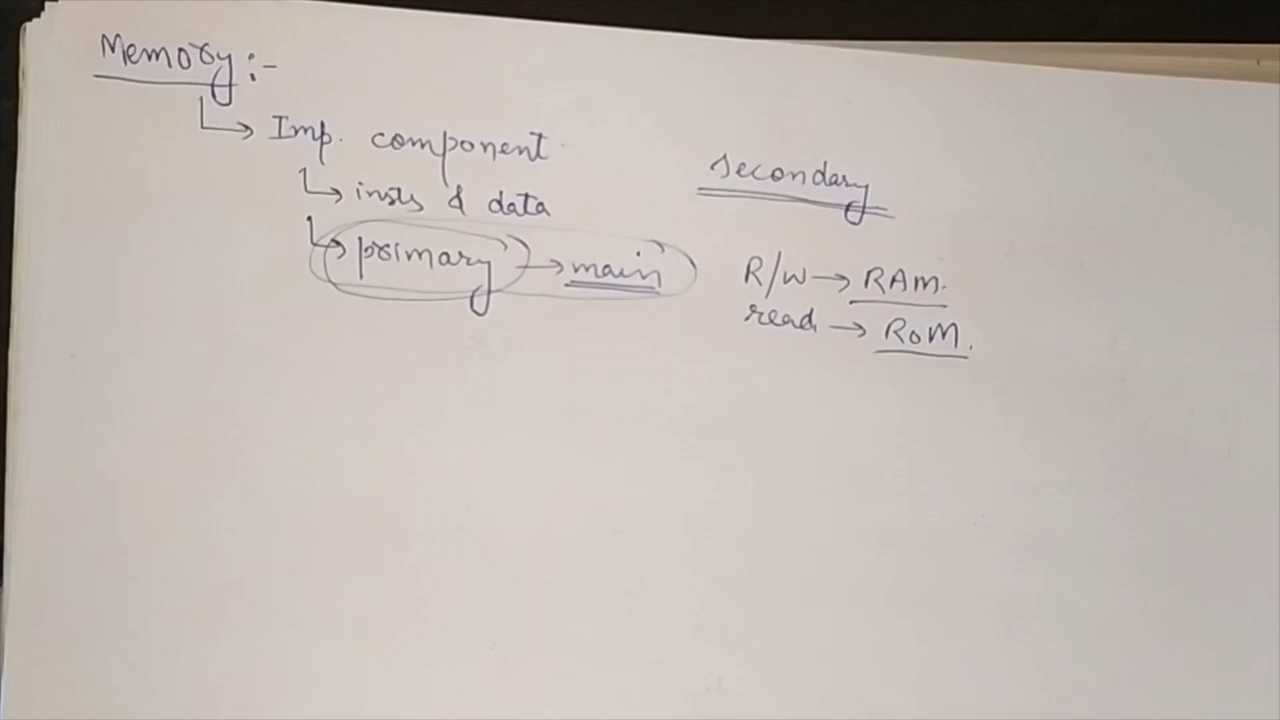 Memory :-
↳ Imp. component
↳ insts & data
↳ primary → main
secondary
R/W → RAM.
read → ROM.